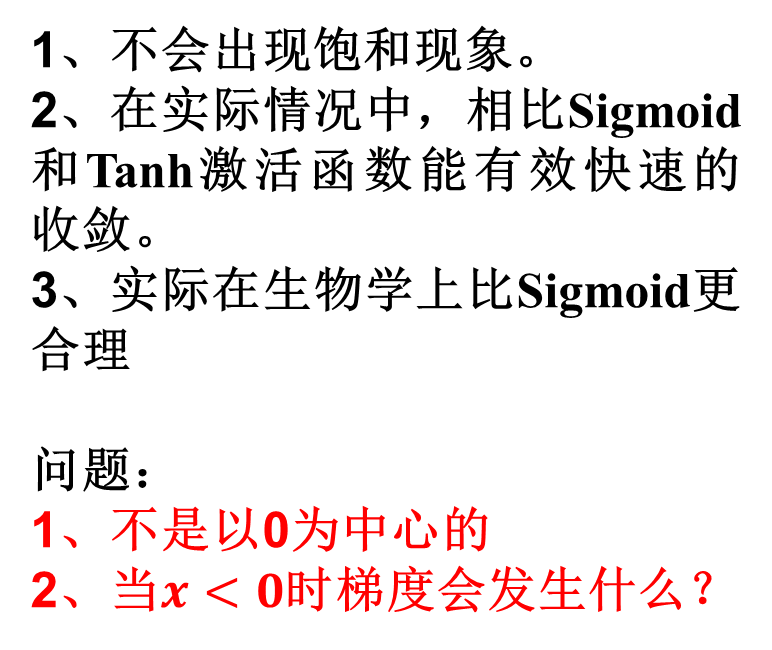 1、不会出现饱和现象。
2、在实际情况中，相比Sigmoid
和Tanh激活函数能有效快速的
收敛。
3、实际在生物学上比Sigmoid更
合理
问题：
1、不是以0为中心的
2、当x < 0时梯度会发生什么？